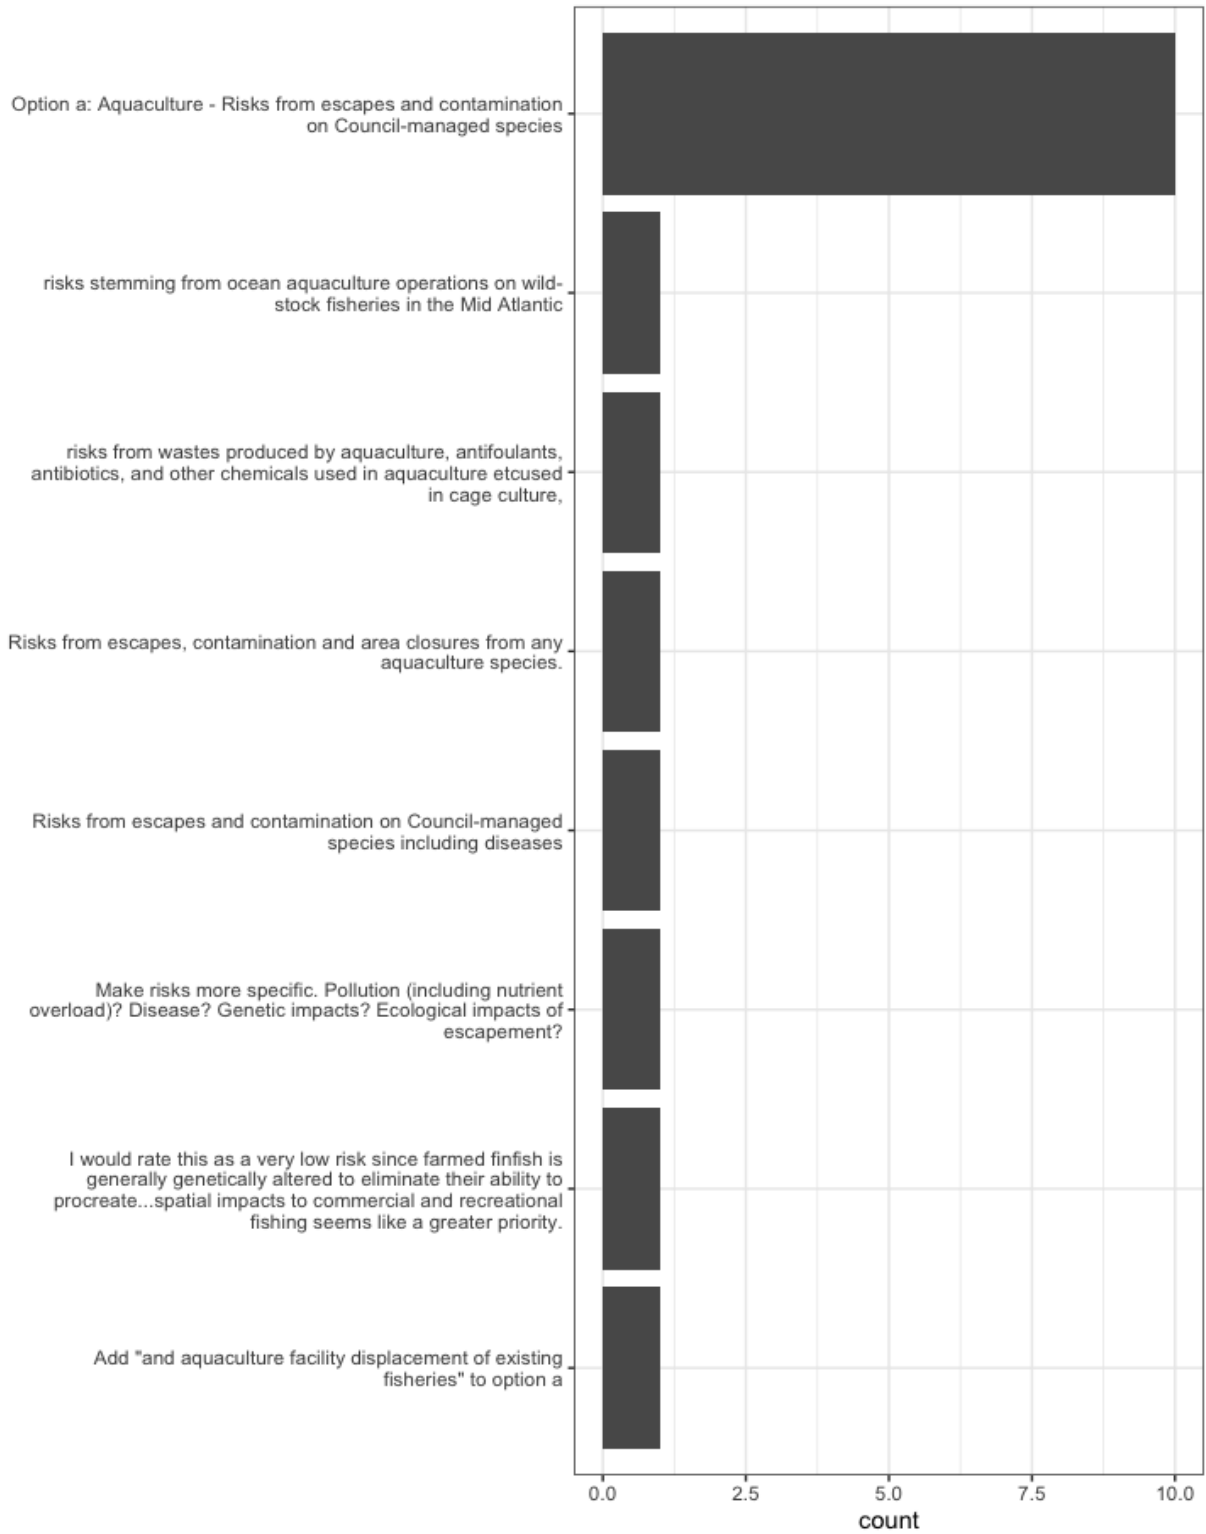 Option a: Aquaculture - Risks from escapes and contamination
on Council-managed species
risks stemming from ocean aquaculture operations on wild-
stock fisheries in the Mid Atlantic
risks from wastes produced by aquaculture, antifoulants,
antibiotics, and other chemicals used in aquaculture etcused
in cage culture,
Risks from escapes, contamination and area closures from any
aquaculture species.
Risks from escapes and contamination on Council-managed
species including diseases
Make risks more specific. Pollution (including nutrient
overload)? Disease? Genetic impacts? Ecological impacts of
escapement?
I would rate this as a very low risk since farmed finfish is
generally genetically altered to eliminate their ability to
procreate...spatial impacts to commercial and recreational
fishing seems like a greater priority.
Add "and aquaculture facility displacement of existing
fisheries" to option a
0.0 2.5 5.0 7.5 10.0
count